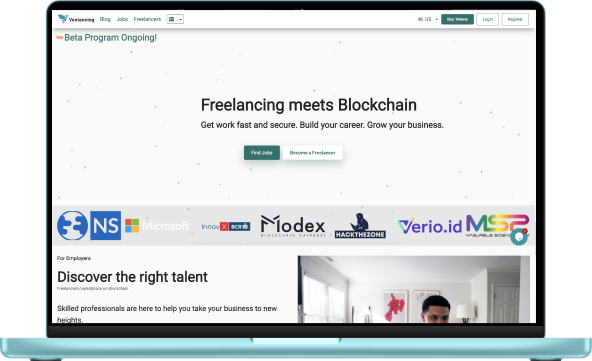 Venlancing Blog Jobs Freelancers US Buy Tokens Login Register
Beta Program Ongoing!
Freelancing meets Blockchain
Get work fast and secure. Build your career. Grow your business.
Find Jobs Become a Freelancer
NS Microsoft Innov X BCR Modex HACKTHEZONE Verio.id MSP
BLOCKCHAIN DATABASE
For Employers
Discover the right talent
Freelancers marketplace on Blockchain
Skilled professionals are here to help you take your business to new
heights.